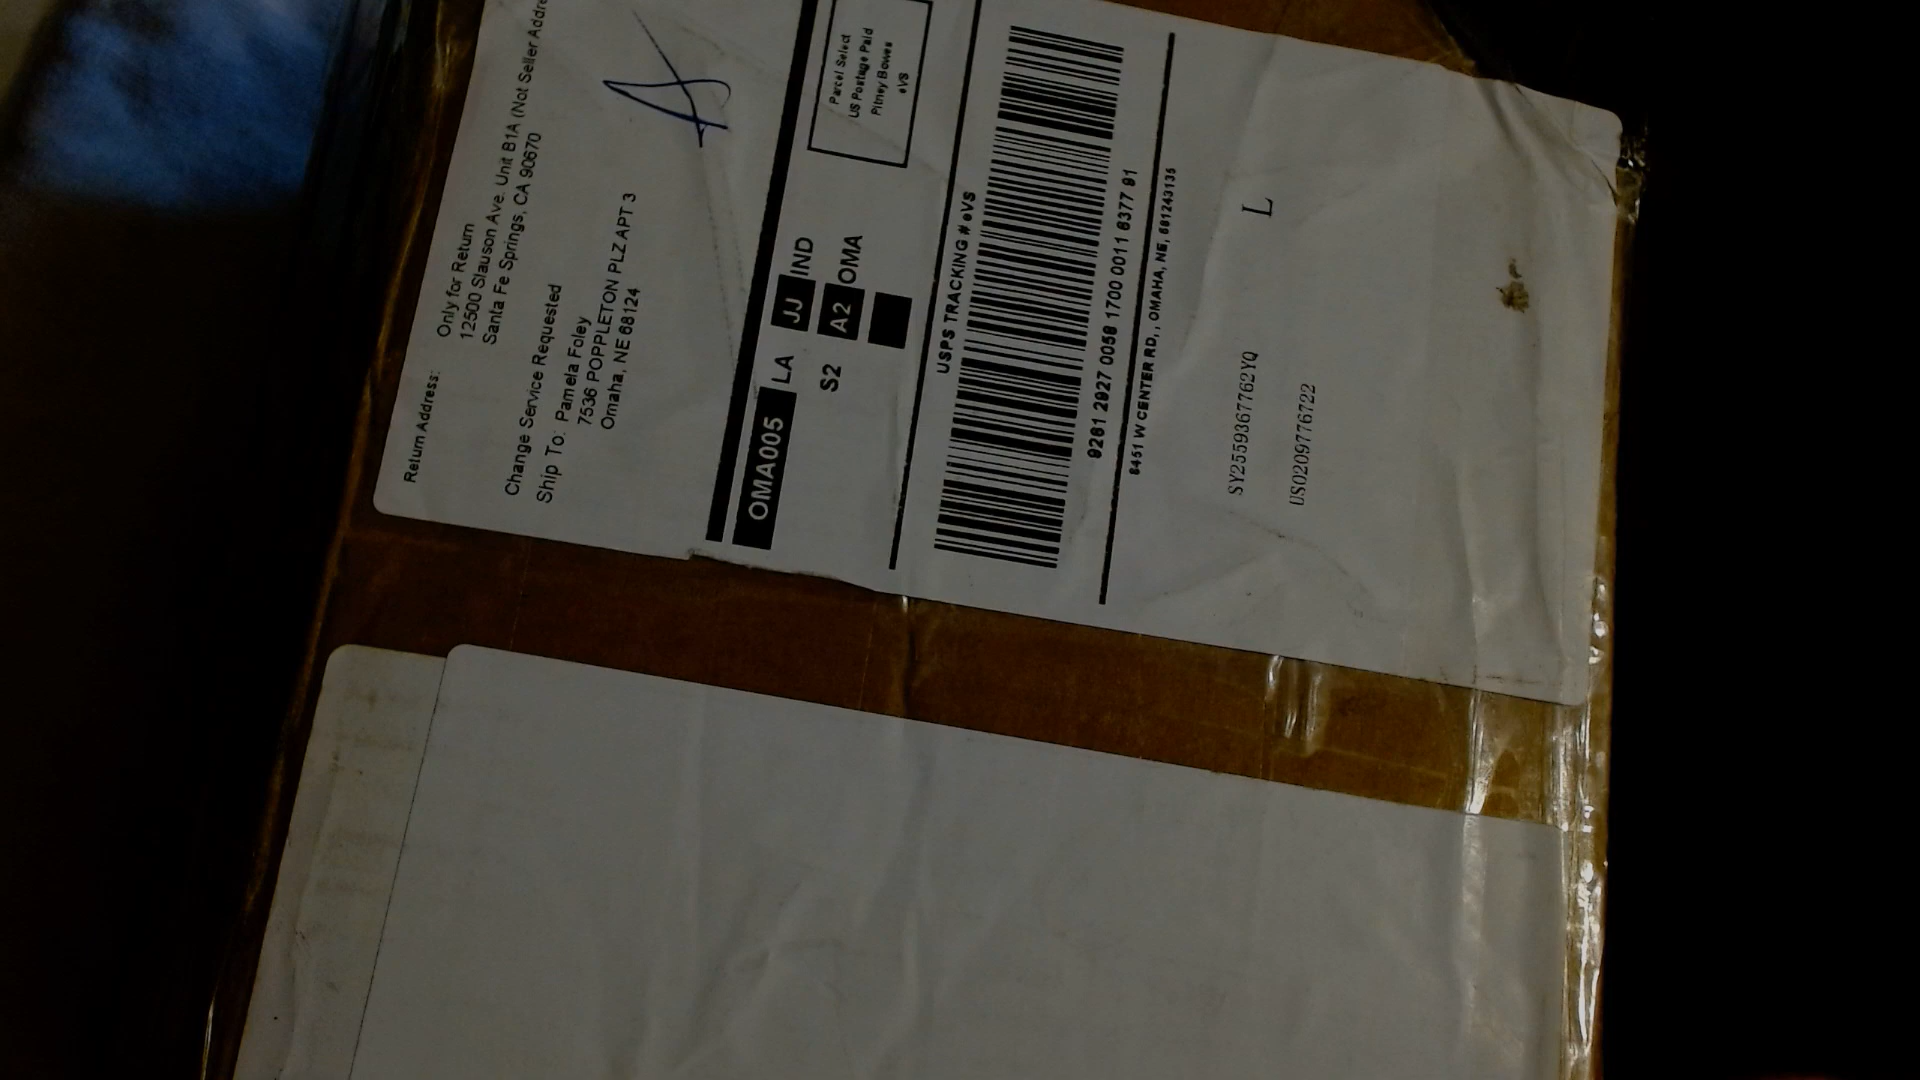 Return Address:
Only for Return
12500 Slauson Ave. Unit B1A (Not Seller Addre
Santa Fe Springs, CA 90670
Change Service Requested
Ship To: Pamela Foley
7536 POPPLETON PLZ APT 3
Omaha, NE 68124
Parcel Select
US Postage Paid
Pitney Bowes
eVS
OMA005 LA JJ IND
S2 A2 OMA
USPS TRACKING # eVS
9261 2927 0058 1700 0011 6377 91
8451 W CENTER RD, , OMAHA, NE, 681243135
L
SY2559367762YQ
US0209776722